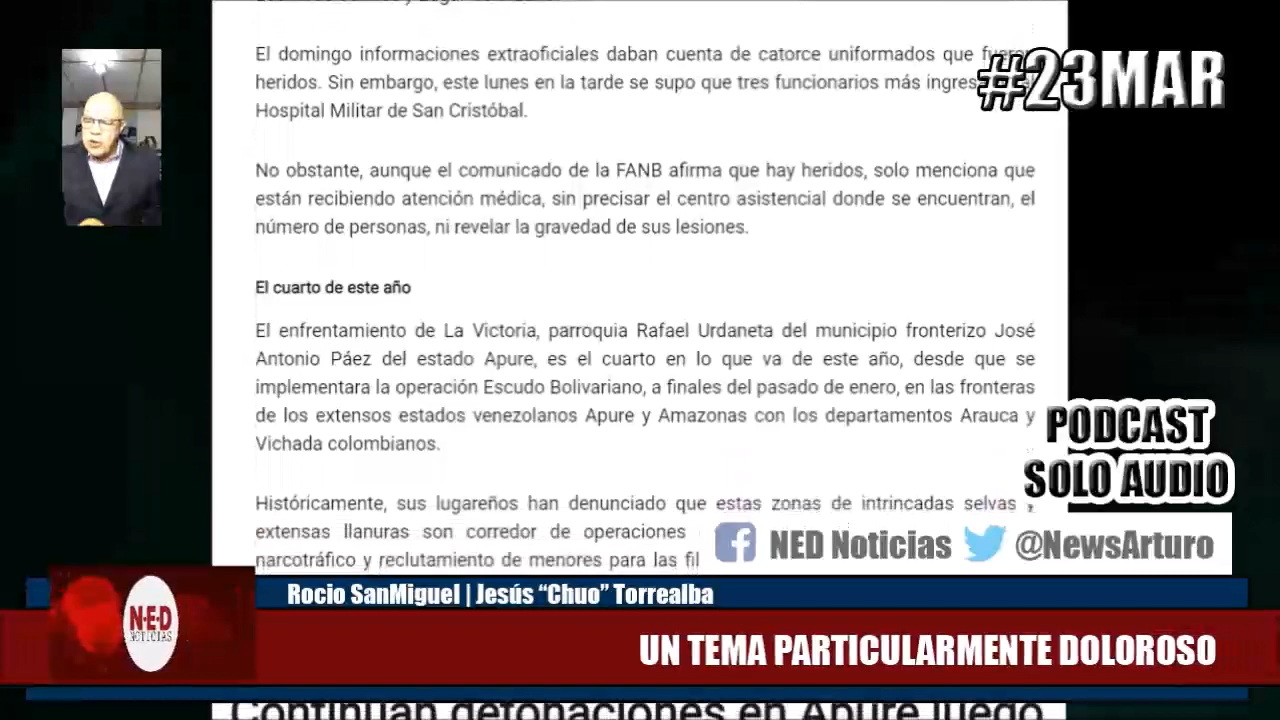 El domingo informaciones extraoficiales daban cuenta de catorce uniformados que
heridos. Sin embargo, este lunes en la tarde se supo que tres funcionarios más
Hospital Militar de San Cristóbal.
#23MAR
No obstante, aunque el comunicado de la FANB afirma que hay heridos, solo menciona que
están recibiendo atención médica, sin precisar el centro asistencial donde se encuentran, el
número de personas, ni revelar la gravedad de sus lesiones.
El cuarto de este año
El enfrentamiento de La Victoria, parroquia Rafael Urdaneta del municipio fronterizo José
Antonio Páez del estado Apure, es el cuarto en lo que va de este año, desde que se
implementara la operación Escudo Bolivariano, a finales del pasado de enero, en las fronteras
de los extensos estados venezolanos Apure y Amazonas con los departamentos Arauca y
Vichada colombianos.
PODCAST
SOLO AUDIO
Históricamente, sus lugareños han denunciado que estas zonas de intrincadas selvas
extensas llanuras son corredor de operaciones
narcotráfico y reclutamiento de menores para las
NED Noticias @NewsArturo
Rocio SanMiguel | Jesús “Chuo” Torrealba
N·E·D
NOTICIAS
UN TEMA PARTICULARMENTE DOLOROSO
Continúan detonaciones en Apure luego